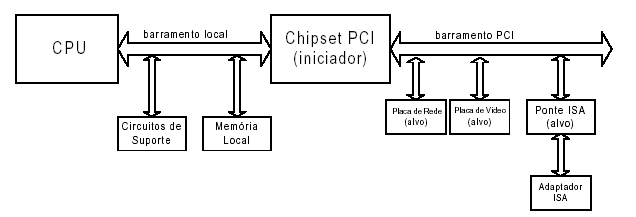 CPU
barramento local
Chipset PCI
(iniciador)
barramento PCI
Circuitos de
Suporte
Memória
Local
Placa de Rede
(alvo)
Placa de Video
(alvo)
Ponte ISA
(alvo)
Adaptador
ISA